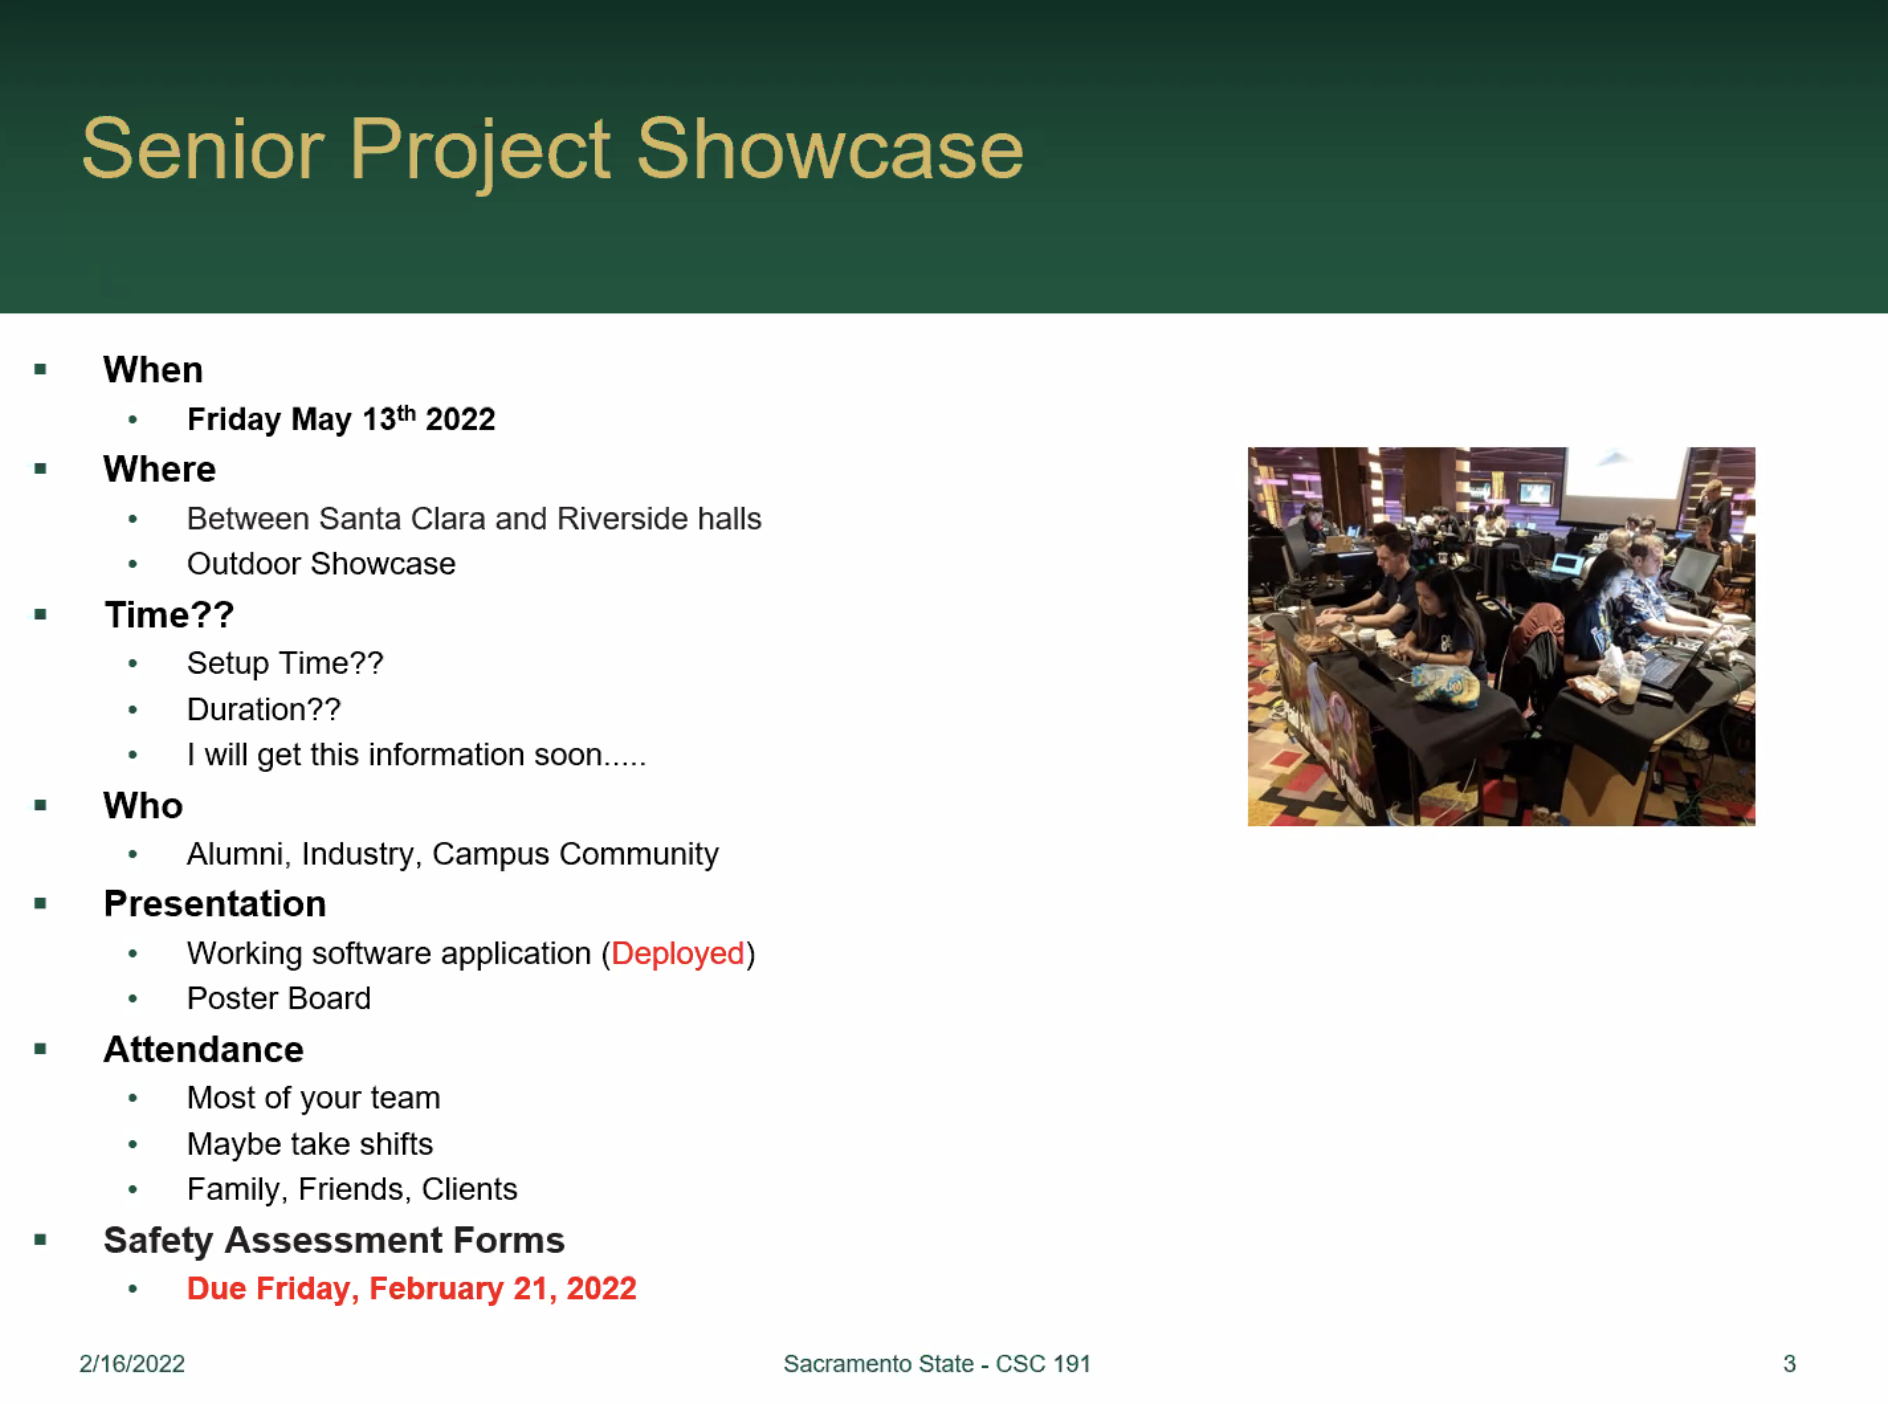 Senior Project Showcase
When
Friday May 13th 2022
Where
Between Santa Clara and Riverside halls
Outdoor Showcase
Time??
Setup Time??
Duration??
I will get this information soon.....
Who
Alumni, Industry, Campus Community
Presentation
Working software application (Deployed)
Poster Board
Attendance
Most of your team
Maybe take shifts
Family, Friends, Clients
Safety Assessment Forms
Due Friday, February 21, 2022
2/16/2022
Sacramento State - CSC 191
3